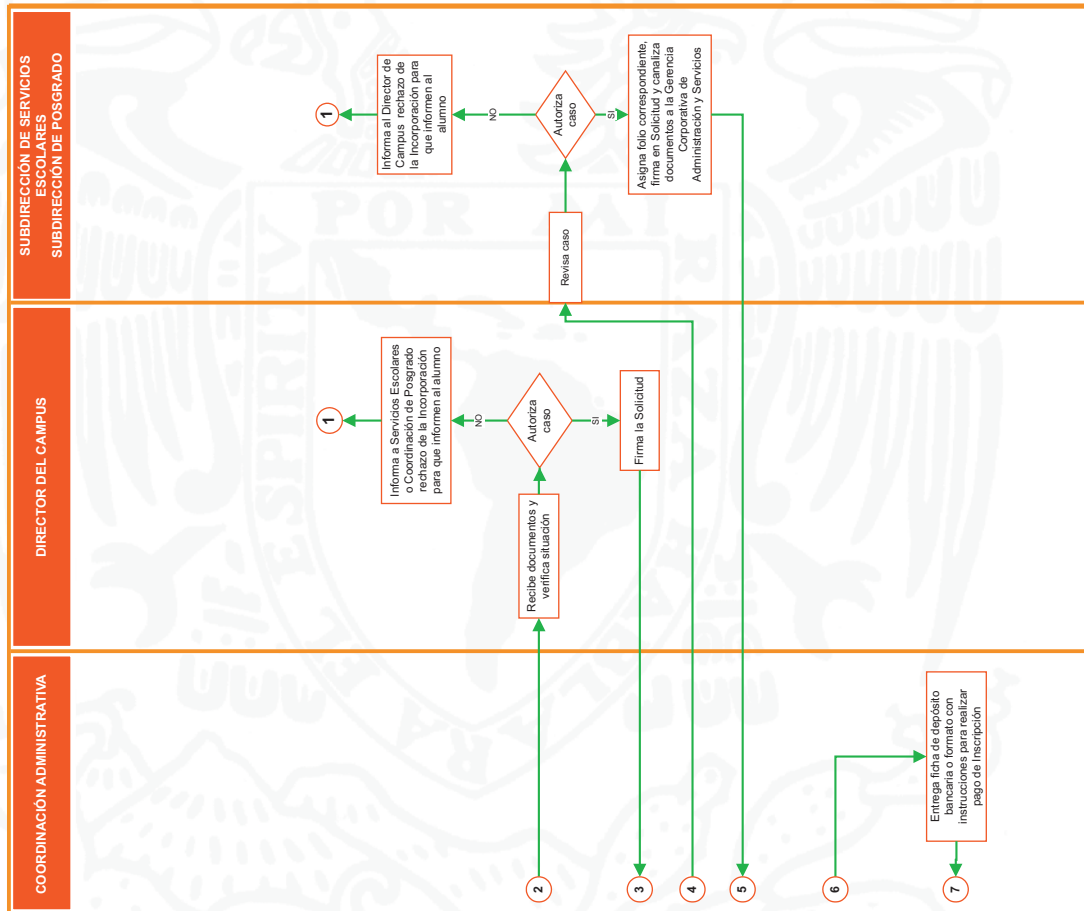 COORDINACIÓN ADMINISTRATIVA
DIRECTOR DEL CAMPUS
SUBDIRECCIÓN DE SERVICIOS
ESCOLARES
SUBDIRECCIÓN DE POSGRADO
1
1
Informa a Servicios Escolares
o Coordinación de Posgrado
rechazo de la Incorporación
para que informen al alumno
Informa al Director de
Campus rechazo de
la Incorporación para
que informen al
alumno
NO
NO
2
Recibe documentos y
verifica situación
Autoriza
caso
Revisa caso
Autoriza
caso
SI
SI
3
Firma la Solicitud
Asigna folio correspondiente,
firma en Solicitud y canaliza
documentos a la Gerencia
Corporativa de
Administración y Servicios
4
5
6
Entrega ficha de depósito
bancaria o formato con
instrucciones para realizar
pago de Inscripción
7